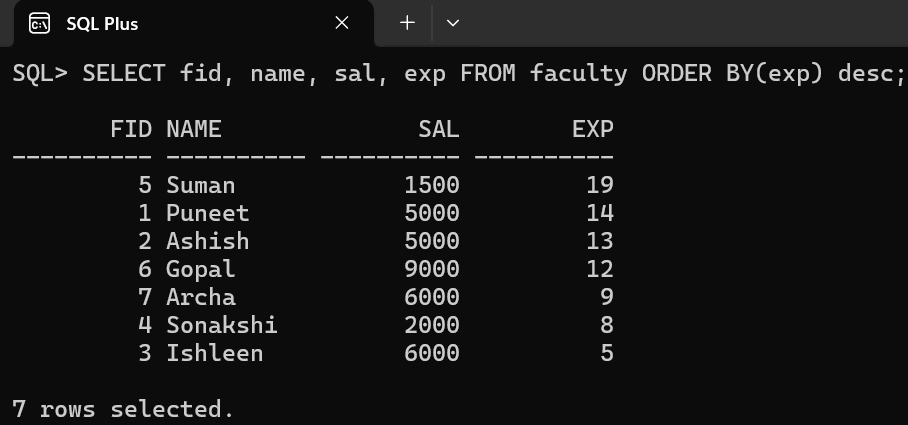 SQL Plus
SQL> SELECT fid, name, sal, exp FROM faculty ORDER BY(exp) desc;
FID NAME SAL EXP
---------- ---------- ---------- ----------
5 Suman 1500 19
1 Puneet 5000 14
2 Ashish 5000 13
6 Gopal 9000 12
7 Archa 6000 9
4 Sonakshi 2000 8
3 Ishleen 6000 5
7 rows selected.